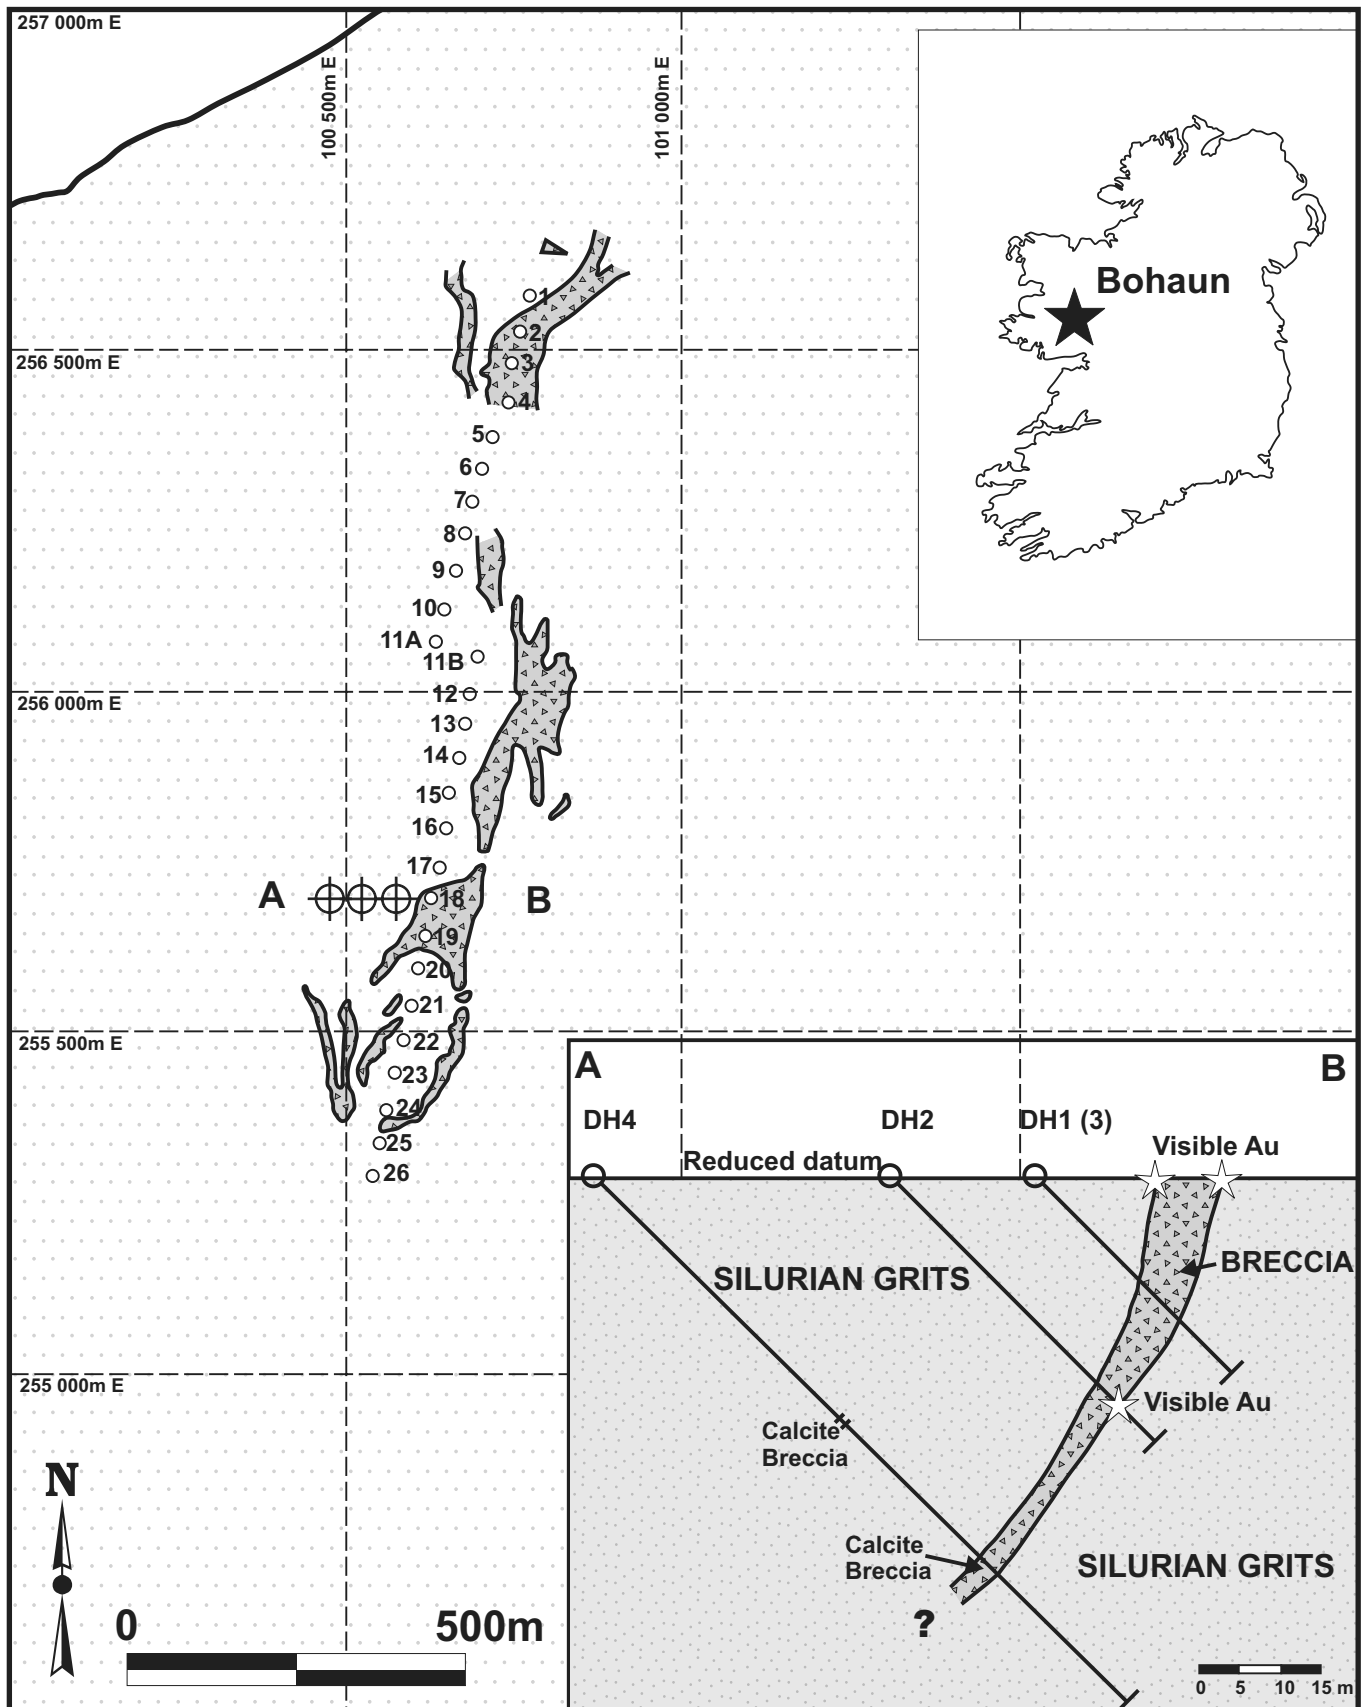 257 000m E
100 500m E
101 000m E
Bohaun
1
2
256 500m E
3
4
5
6
7
8
9
10
11A
11B
256 000m E
12
13
14
15
16
17
A
18
B
19
20
21
255 500m E
22
23
24
25
26
A
B
DH4
DH2
DH1 (3)
Visible Au
Reduced datum
SILURIAN GRITS
BRECCIA
255 000m E
Visible Au
Calcite
Breccia
Calcite
Breccia
SILURIAN GRITS
?
N
0
500m
0 5 10 15 m